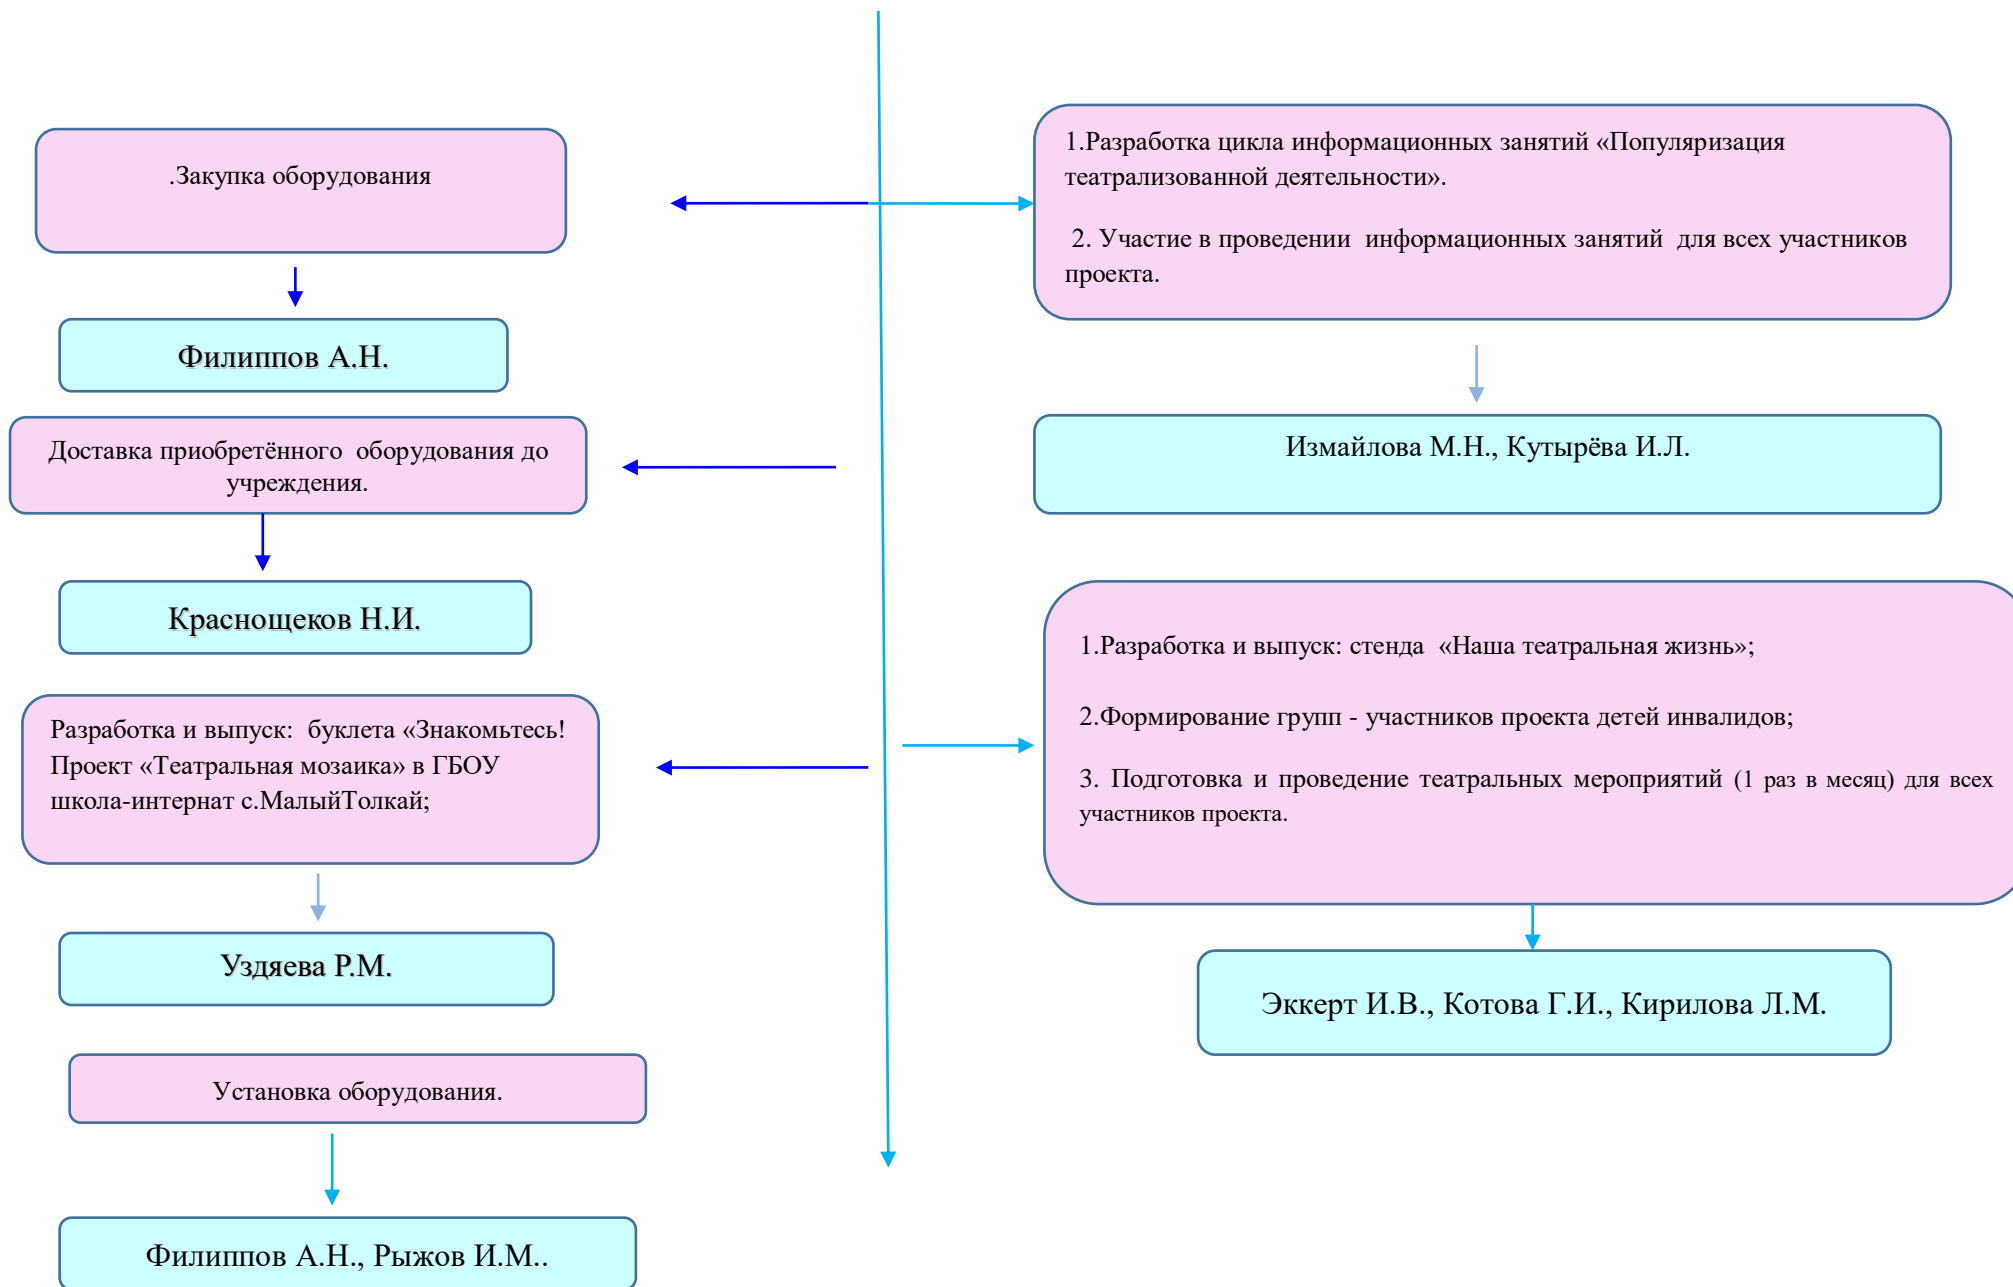 .Закупка оборудования
Филиппов А.Н.
Доставка приобретённого оборудования до
учреждения.
Краснощеков Н.И.
Разработка и выпуск: буклета «Знакомьтесь!
Проект «Театральная мозаика» в ГБОУ
школа-интернат с.МалыйТолкай;
Уздяева Р.М.
Установка оборудования.
Филиппов А.Н., Рыжов И.М..
1.Разработка цикла информационных занятий «Популяризация
театрализованной деятельности».
2. Участие в проведении информационных занятий для всех участников
проекта.
Измайлова М.Н., Кутырёва И.Л.
1.Разработка и выпуск: стенда «Наша театральная жизнь»;
2.Формирование групп - участников проекта детей инвалидов;
3. Подготовка и проведение театральных мероприятий (1 раз в месяц) для всех
участников проекта.
Эккерт И.В., Котова Г.И., Кирилова Л.М.